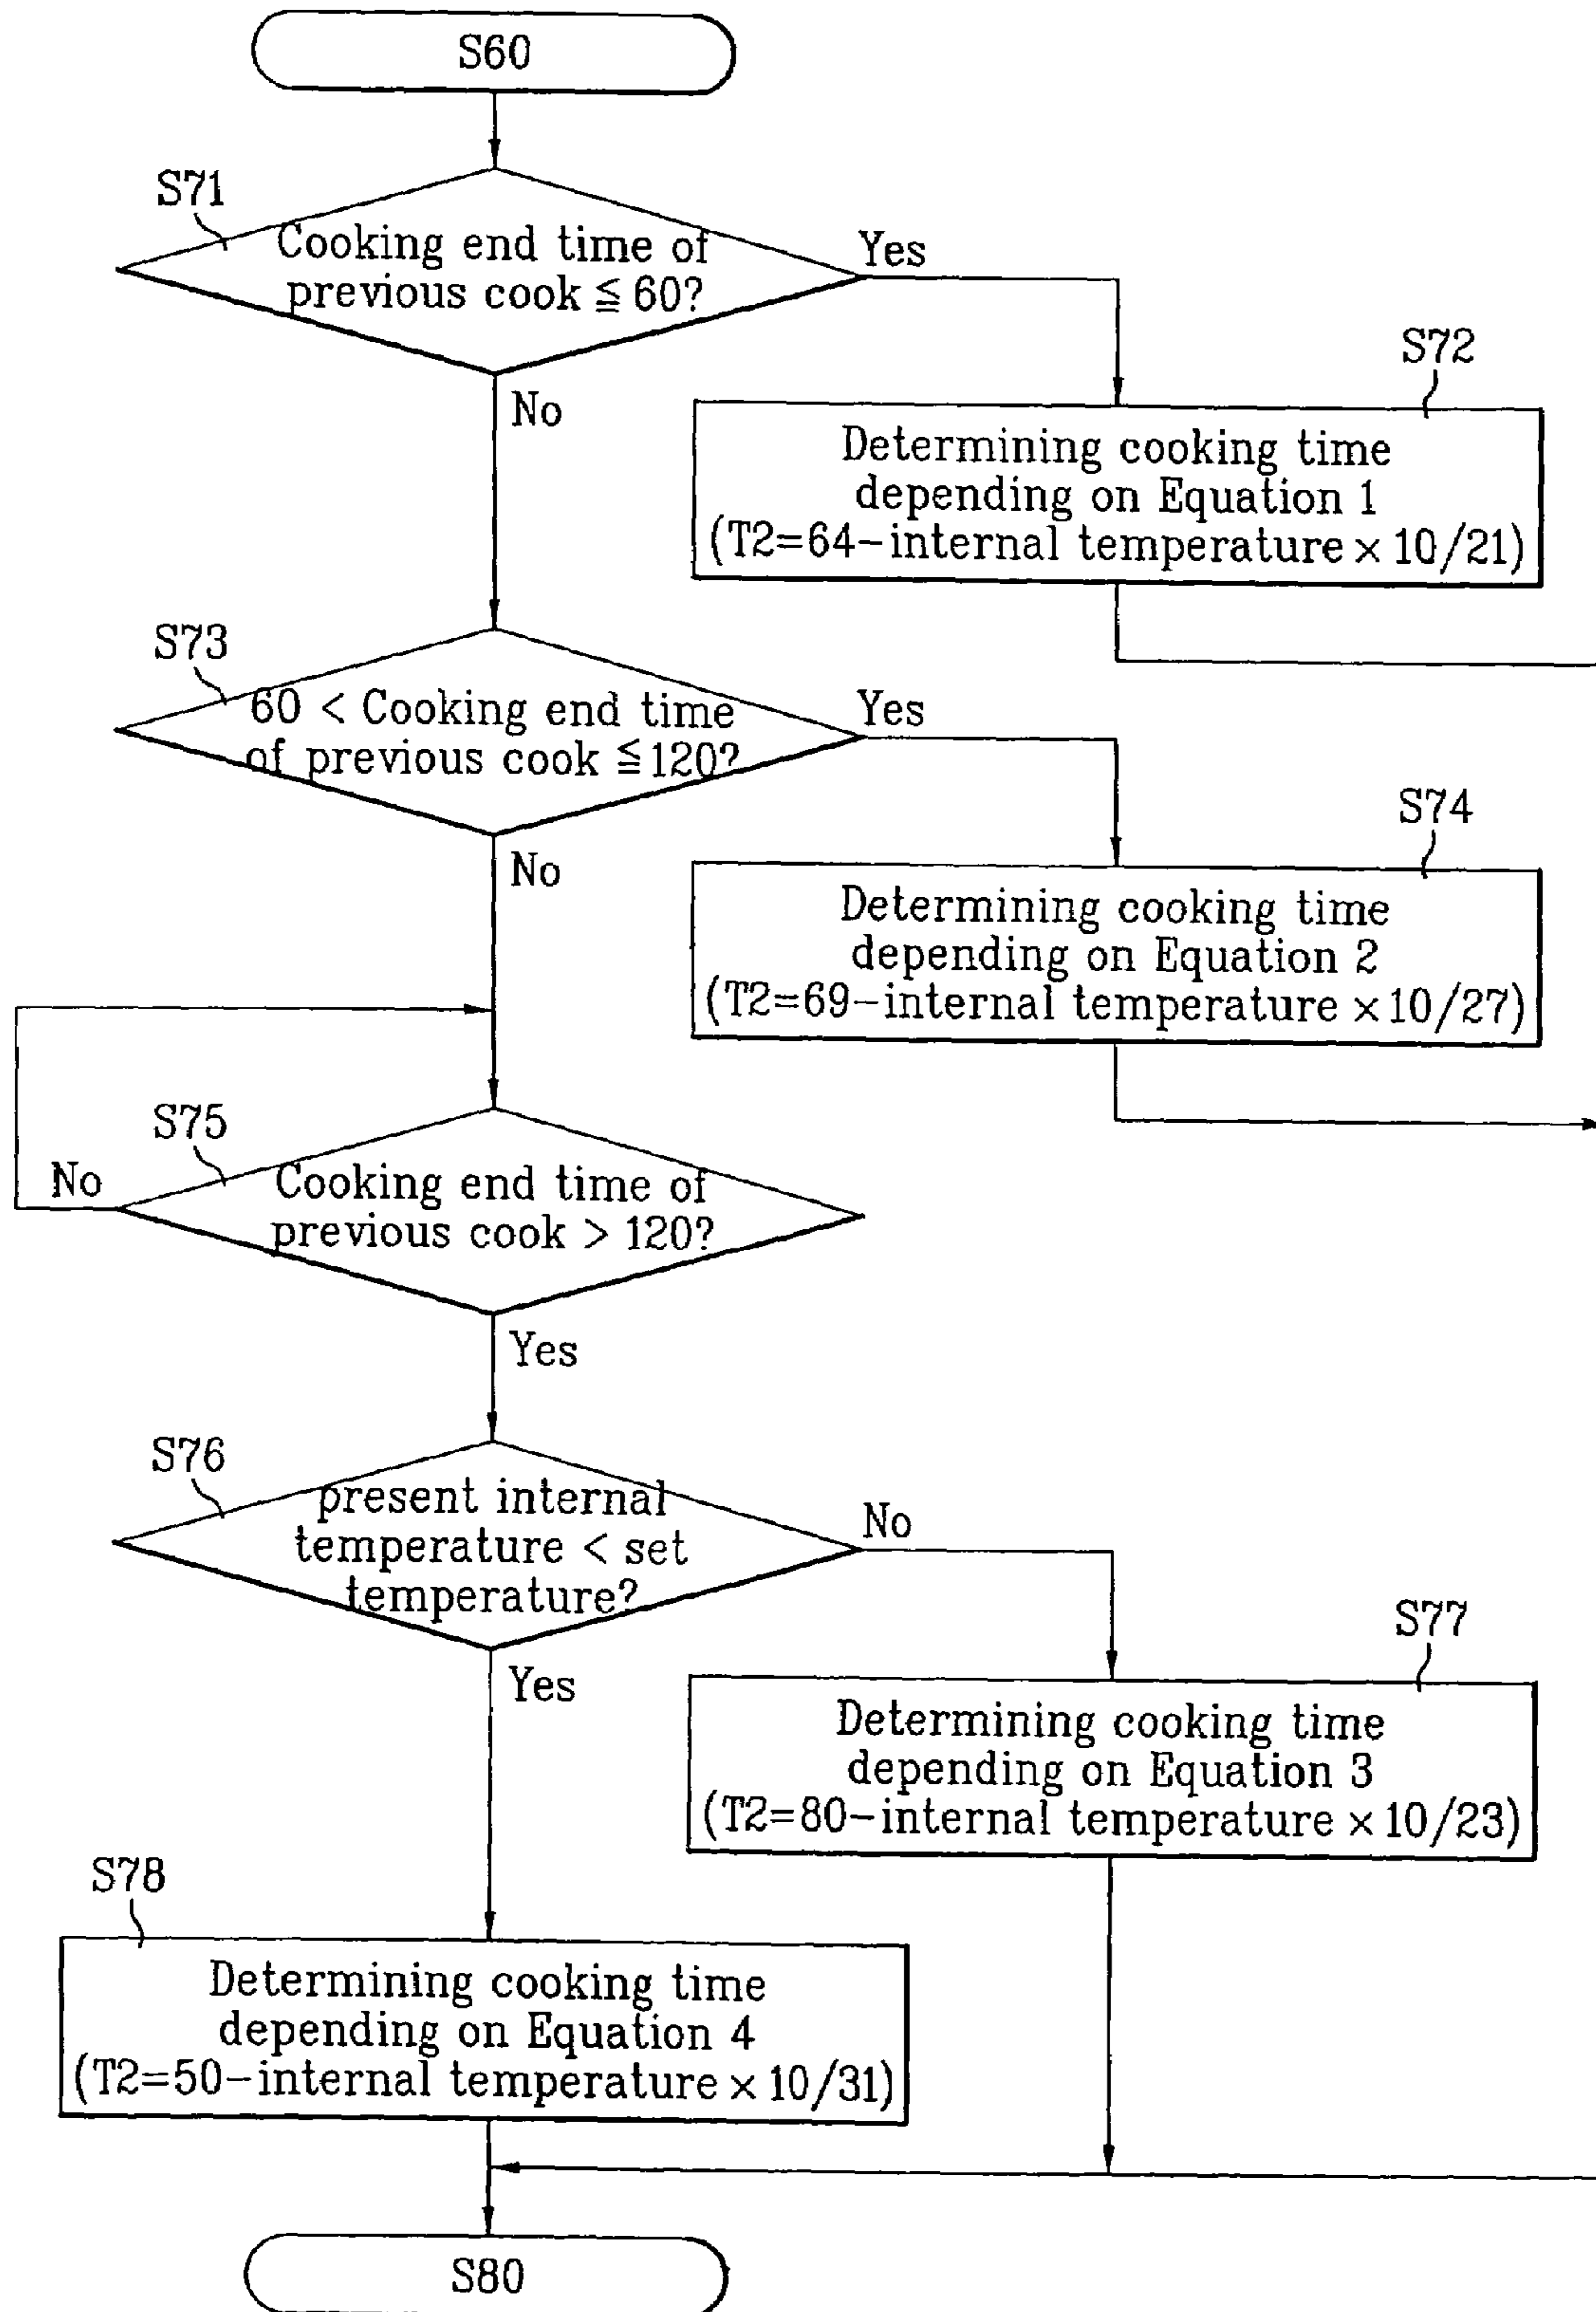 S60
S71
Cooking end time of
previous cook ≦ 60?
Yes
No
S72
Determining cooking time
depending on Equation 1
(T2=64-internal temperature × 10/21)
S73
60 < Cooking end time
of previous cook ≦ 120?
Yes
No
S74
Determining cooking time
depending on Equation 2
(T2=69-internal temperature × 10/27)
S75
No
Cooking end time of
previous cook > 120?
Yes
S76
present internal
temperature < set
temperature?
No
Yes
S77
Determining cooking time
depending on Equation 3
(T2=80-internal temperature × 10/23)
S78
Determining cooking time
depending on Equation 4
(T2=50-internal temperature × 10/31)
S80